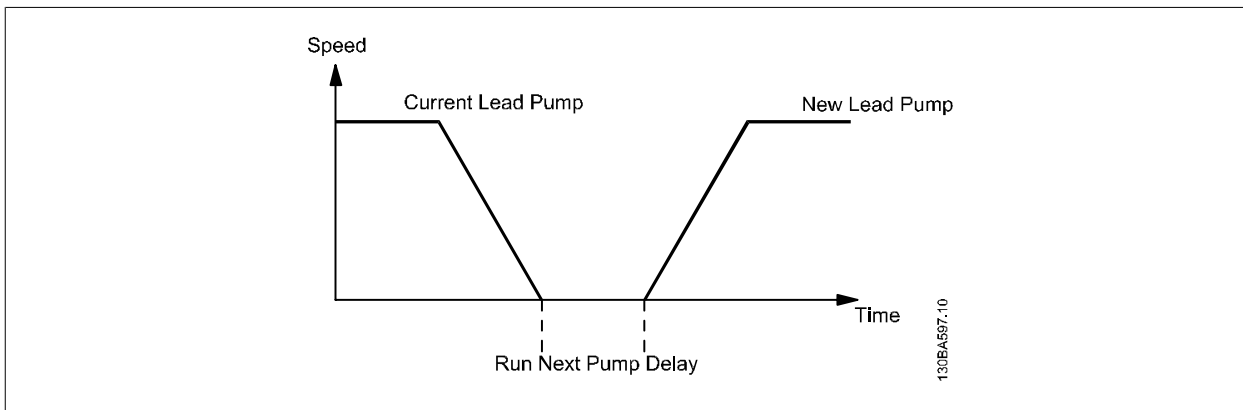 Speed
Current Lead Pump
New Lead Pump
Time
Run Next Pump Delay
130BA597.10